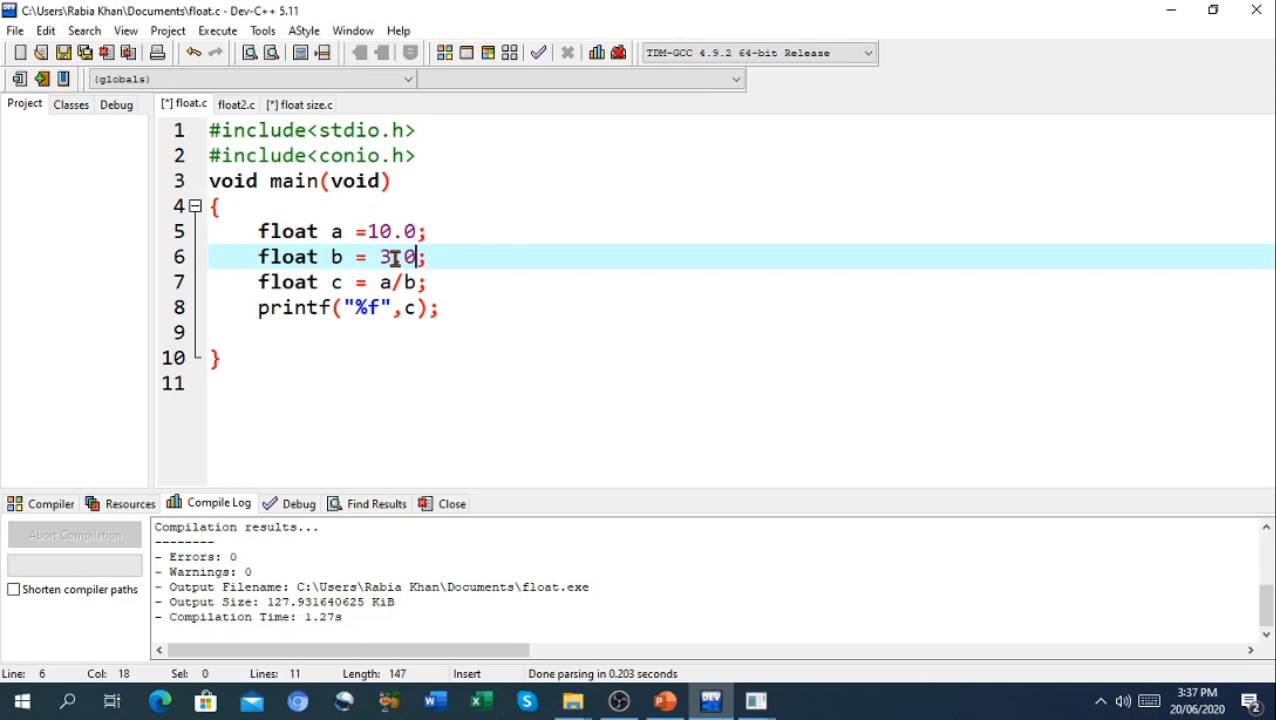 C:\Users\Rabia Khan\Documents\float.c - Dev-C++ 5.11
File Edit Search View Project Execute Tools AStyle Window Help
TDM-GCC 4.9.2 64-bit Release
(globals)
Project Classes Debug [*] float.c float2.c [*] float size.c
1 #include<stdio.h>
2 #include<conio.h>
3 void main(void)
4 {
5 float a =10.0;
6 float b = 3.0;
7 float c = a/b;
8 printf("%f",c);
9
10 }
11
Compiler Resources Compile Log Debug Find Results Close
Abort Compilation
Shorten compiler paths
Compilation results...
--------
- Errors: 0
- Warnings: 0
- Output Filename: C:\Users\Rabia Khan\Documents\float.exe
- Output Size: 127.931640625 KiB
- Compilation Time: 1.27s
Line: 6 Col: 18 Sel: 0 Lines: 11 Length: 147 Insert Done parsing in 0.203 seconds
DEV
3:37 PM
20/06/2020
2